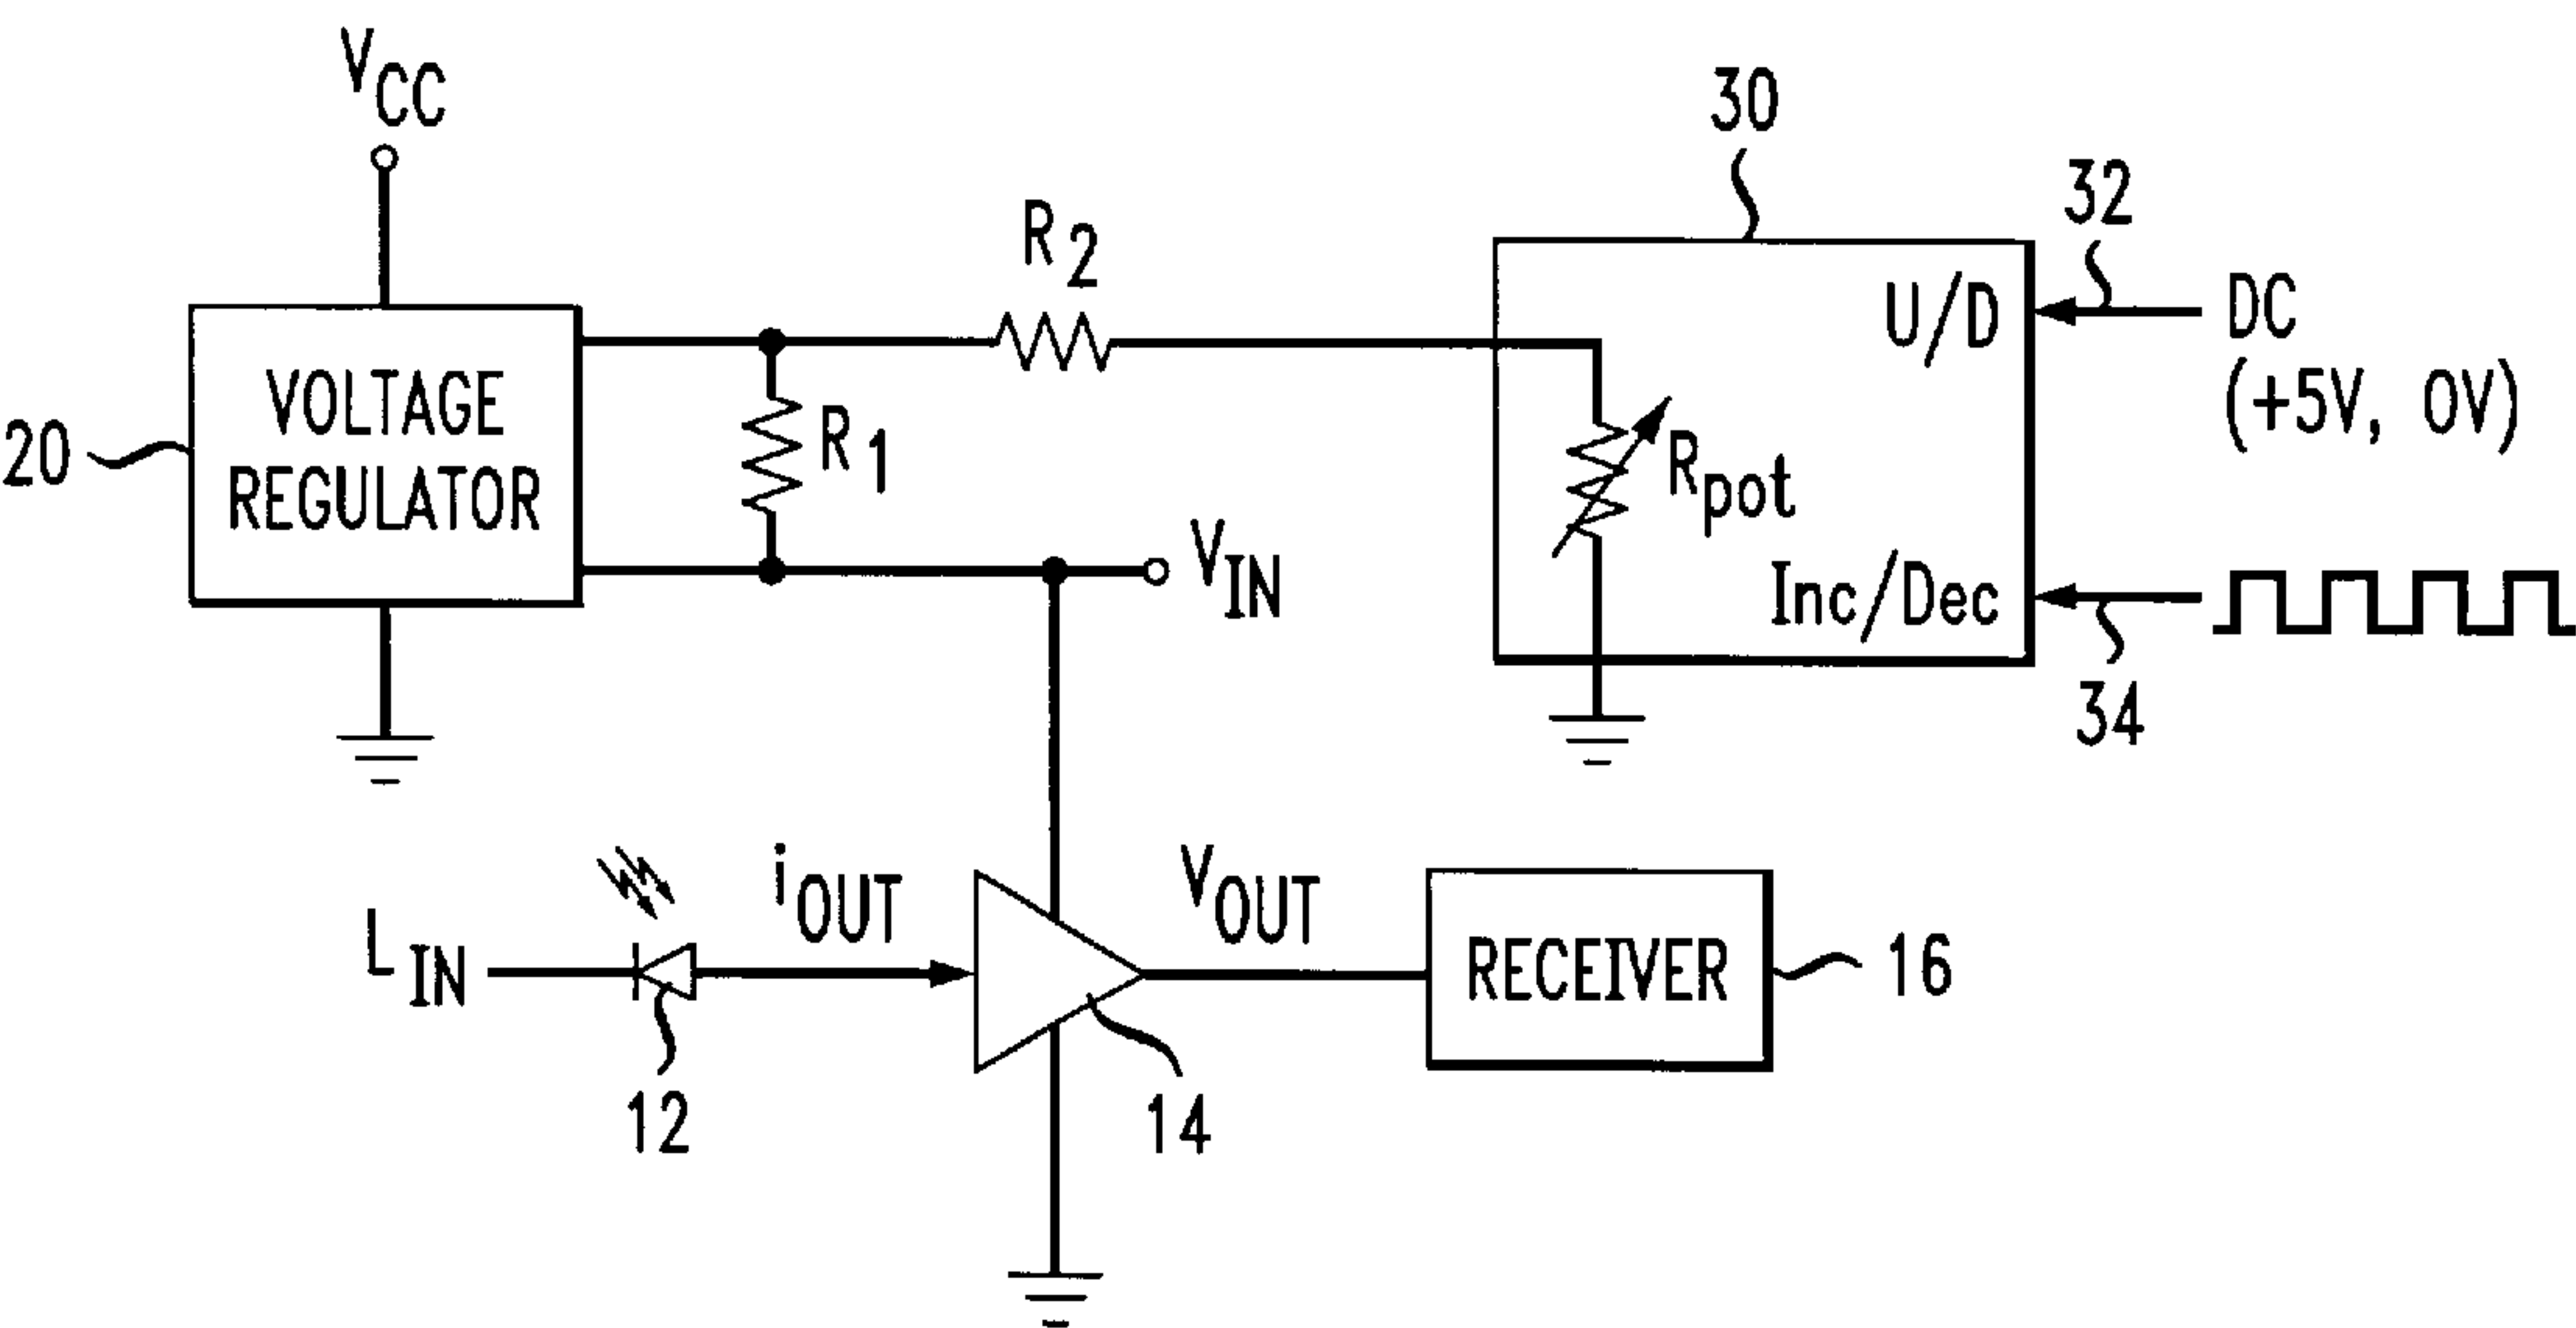 V_CC
30
32
R_2
U/D
DC
(+5V, 0V)
VOLTAGE
REGULATOR
20
R_1
R_pot
V_IN
Inc/Dec
34
i_OUT
V_OUT
L_IN
RECEIVER
16
12
14